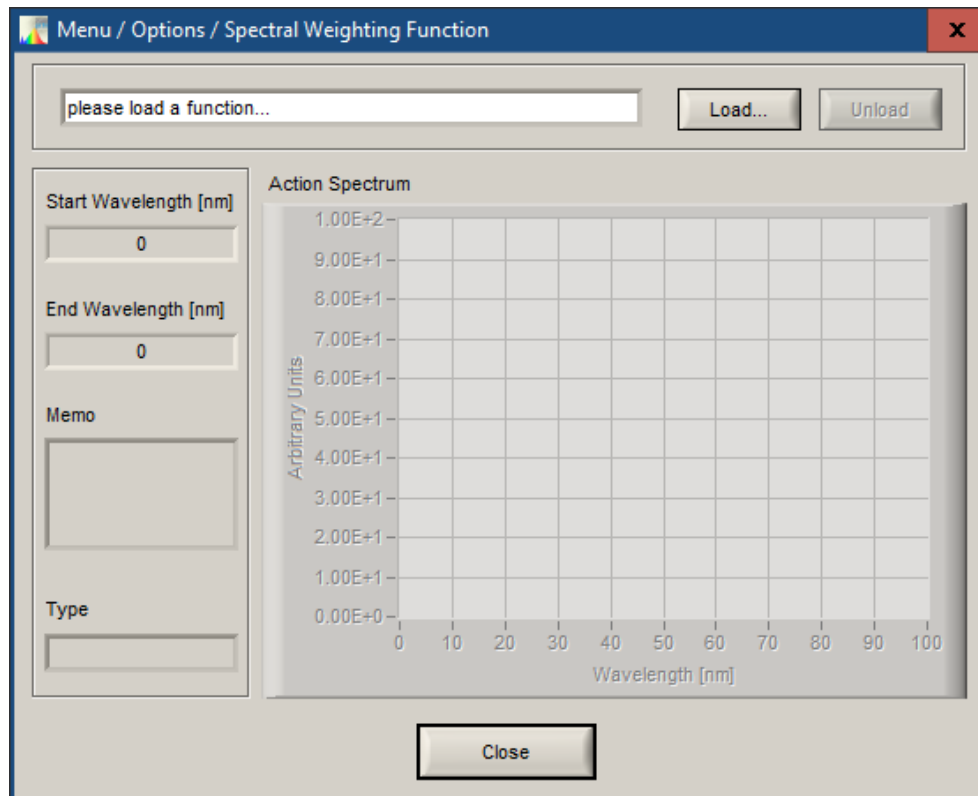 Menu / Options / Spectral Weighting Function
X
please load a function...
Load...
Unload
Start Wavelength [nm]
0
End Wavelength [nm]
0
Memo
Type
Action Spectrum
Arbitrary Units
1.00E+2
9.00E+1
8.00E+1
7.00E+1
6.00E+1
5.00E+1
4.00E+1
3.00E+1
2.00E+1
1.00E+1
0.00E+0
0 10 20 30 40 50 60 70 80 90 100
Wavelength [nm]
Close